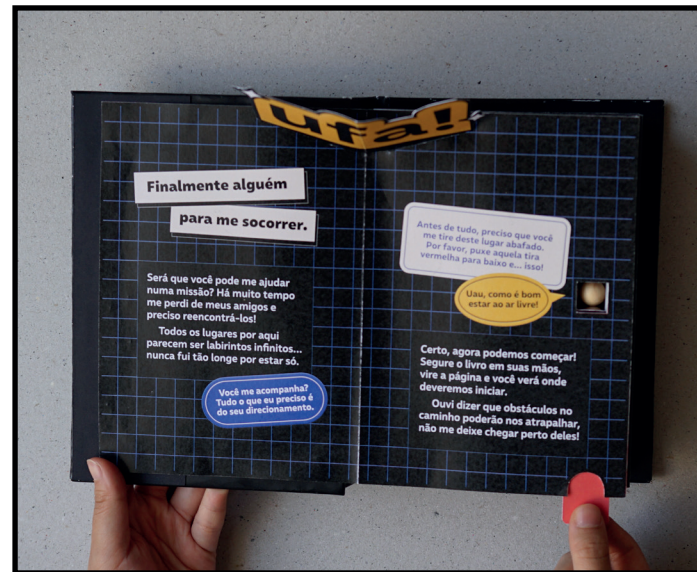 ufa!
Finalmente alguém
para me socorrer.
Será que você pode me ajudar
numa missão? Há muito tempo
me perdi de meus amigos e
preciso reencontrá-los!
Todos os lugares por aqui
parecem ser labirintos infinitos...
nunca fui tão longe por estar só.
Você me acompanha?
Tudo o que eu preciso é
do seu direcionamento.
Antes de tudo, preciso que você
me tire deste lugar abafado.
Por favor, puxe aquela tira
vermelha para baixo e... isso!
Uau, como é bom
estar ao ar livre!
Certo, agora podemos começar!
Segure o livro em suas mãos,
vire a página e você verá onde
deveremos iniciar.
Ouvi dizer que obstáculos no
caminho poderão nos atrapalhar,
não me deixe chegar perto deles!